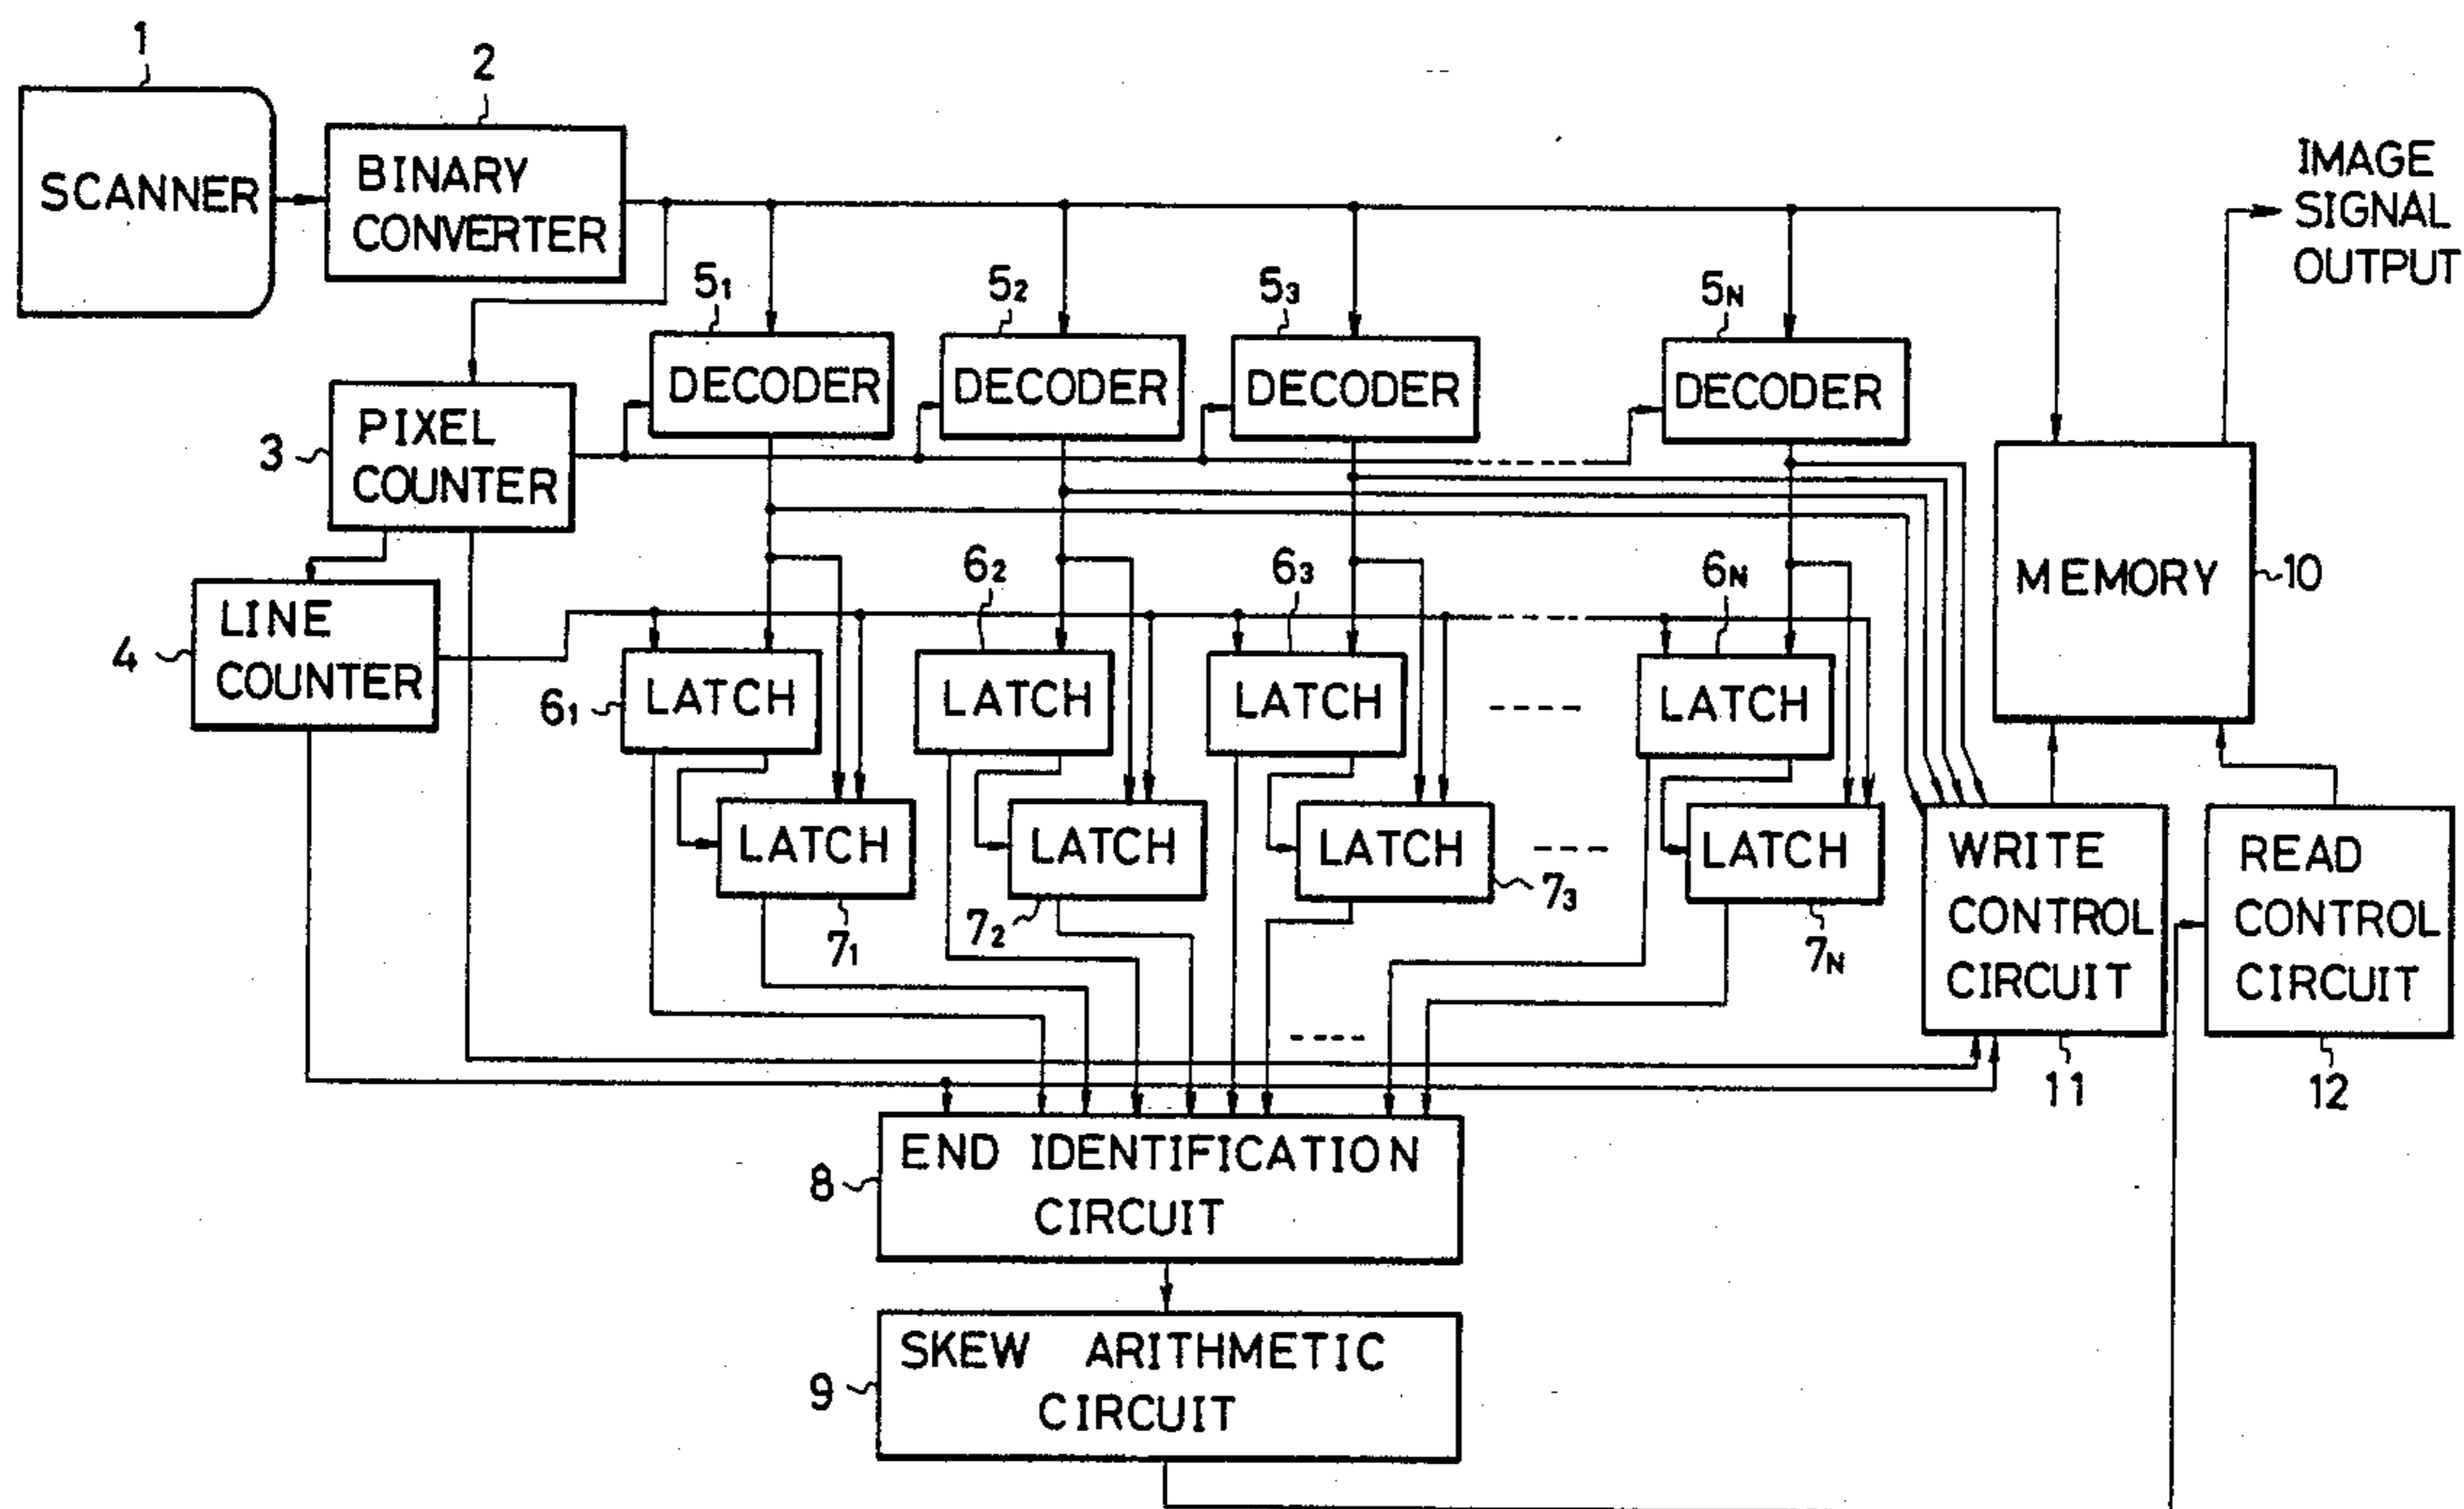 1
SCANNER
2
BINARY
CONVERTER
IMAGE
SIGNAL
OUTPUT
5₁
5₂
5₃
5N
DECODER
DECODER
DECODER
DECODER
3
PIXEL
COUNTER
MEMORY
10
4
LINE
COUNTER
6₁
6₂
6₃
6N
LATCH
LATCH
LATCH
LATCH
LATCH
LATCH
LATCH
LATCH
7₁
7₂
7₃
7N
WRITE
CONTROL
CIRCUIT
11
READ
CONTROL
CIRCUIT
12
8
END IDENTIFICATION
CIRCUIT
9
SKEW ARITHMETIC
CIRCUIT